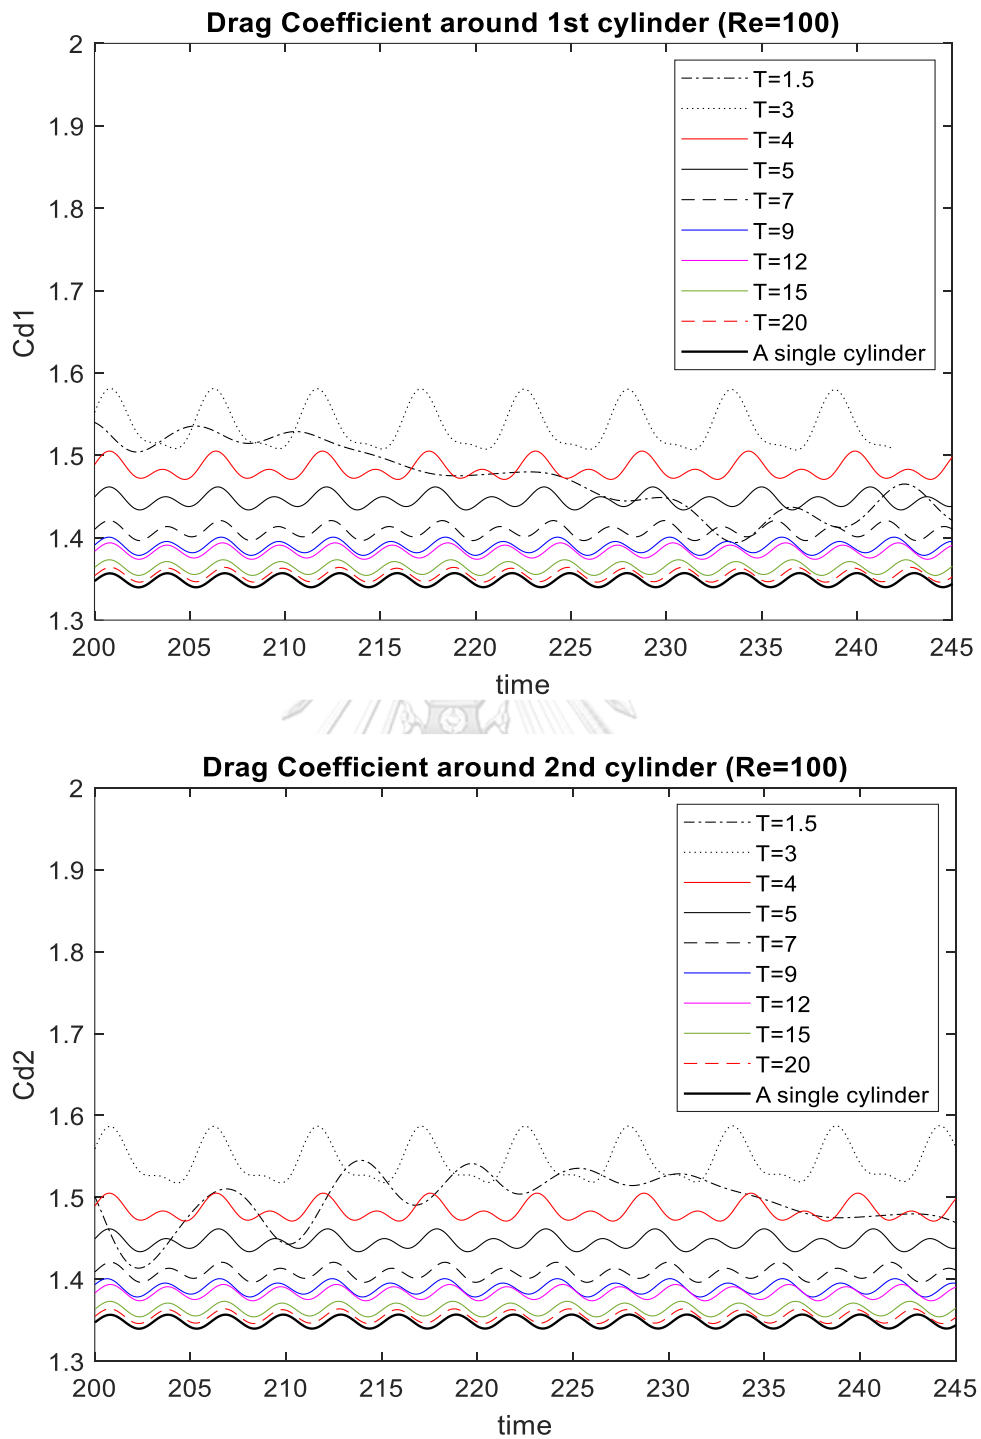 Drag Coefficient around 1st cylinder (Re=100)
2
1.9
1.8
1.7
1.6
1.5
1.4
1.3
Cd1
T=1.5
T=3
T=4
T=5
T=7
T=9
T=12
T=15
T=20
A single cylinder
200 205 210 215 220 225 230 235 240 245
time
Drag Coefficient around 2nd cylinder (Re=100)
2
1.9
1.8
1.7
1.6
1.5
1.4
1.3
Cd2
T=1.5
T=3
T=4
T=5
T=7
T=9
T=12
T=15
T=20
A single cylinder
200 205 210 215 220 225 230 235 240 245
time